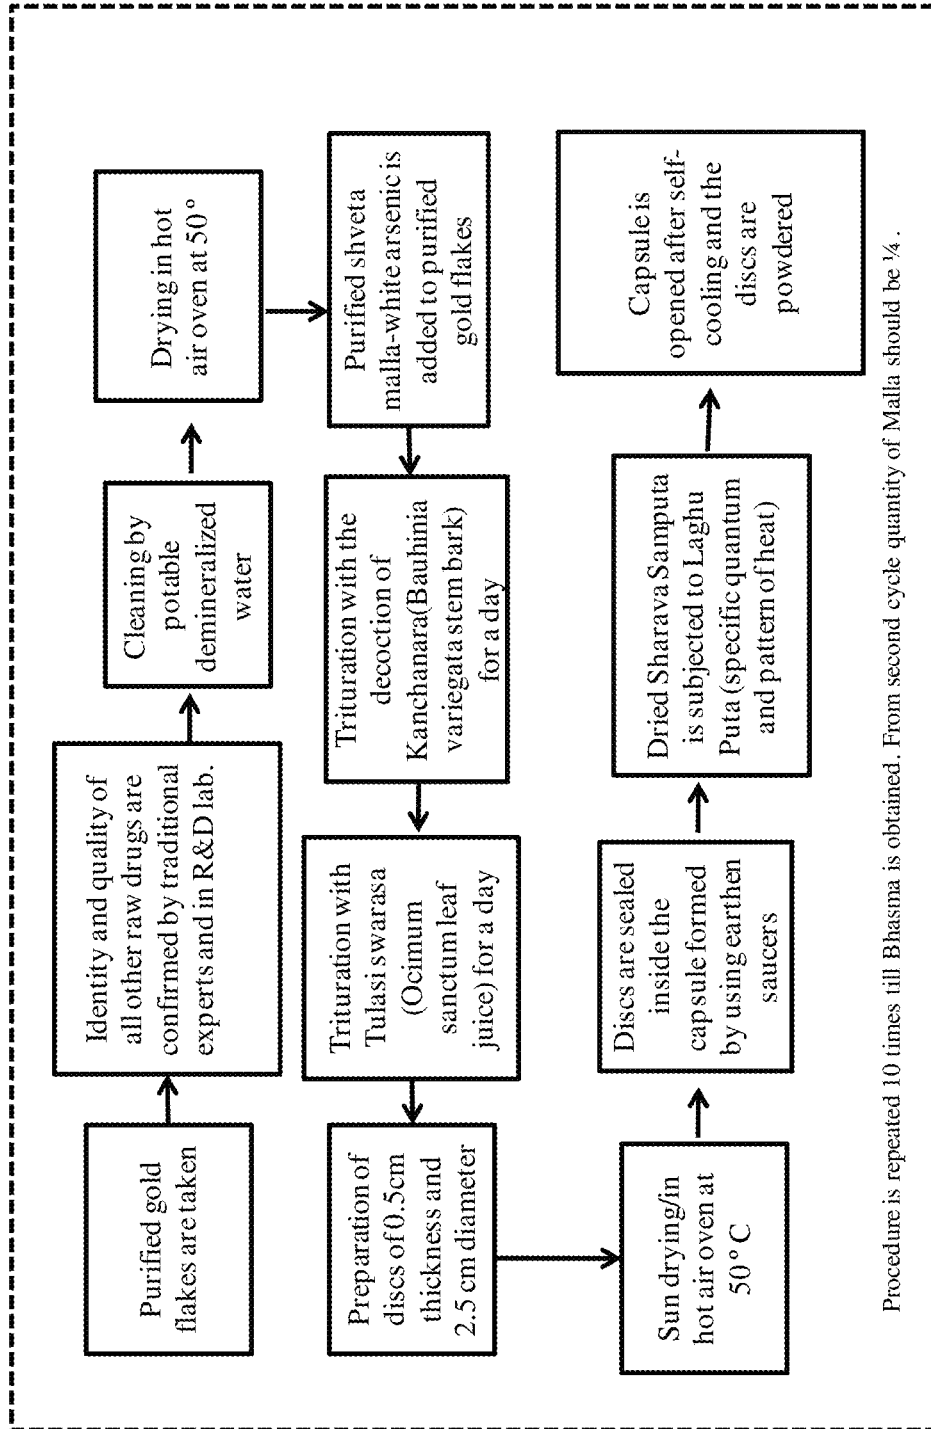 Purified gold
flakes are taken
Identity and quality of
all other raw drugs are
confirmed by traditional
experts and in R&D lab.
Cleaning by
potable
demineralized
water
Drying in hot
air oven at 50°
Purified shveta
malla-white arsenic is
added to purified
gold flakes
Trituration with the
decoction of
Kanchanara(Bauhinia
variegata stem bark)
for a day
Trituration with
Tulasi swarasa
(Ocimum
sanctum leaf
juice) for a day
Preparation of
discs of 0.5cm
thickness and
2.5 cm diameter
Sun drying/in
hot air oven at
50° C
Discs are sealed
inside the
capsule formed
by using earthen
saucers
Dried Sharava Samputa
is subjected to Laghu
Puta (specific quantum
and pattern of heat)
Capsule is
opened after self-
cooling and the
discs are
powdered
Procedure is repeated 10 times till Bhasma is obtained. From second cycle quantity of Malla should be ¼ .